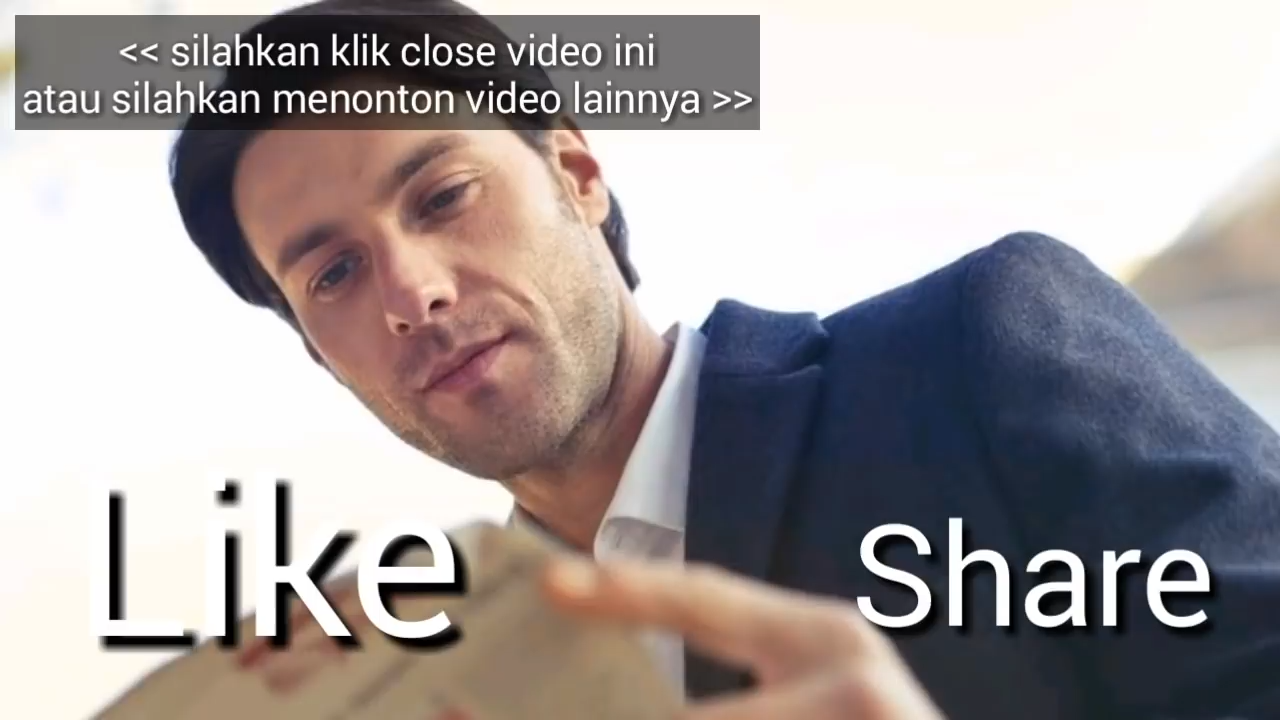 << silahkan klik close video ini
atau silahkan menonton video lainnya >>
Like
Share